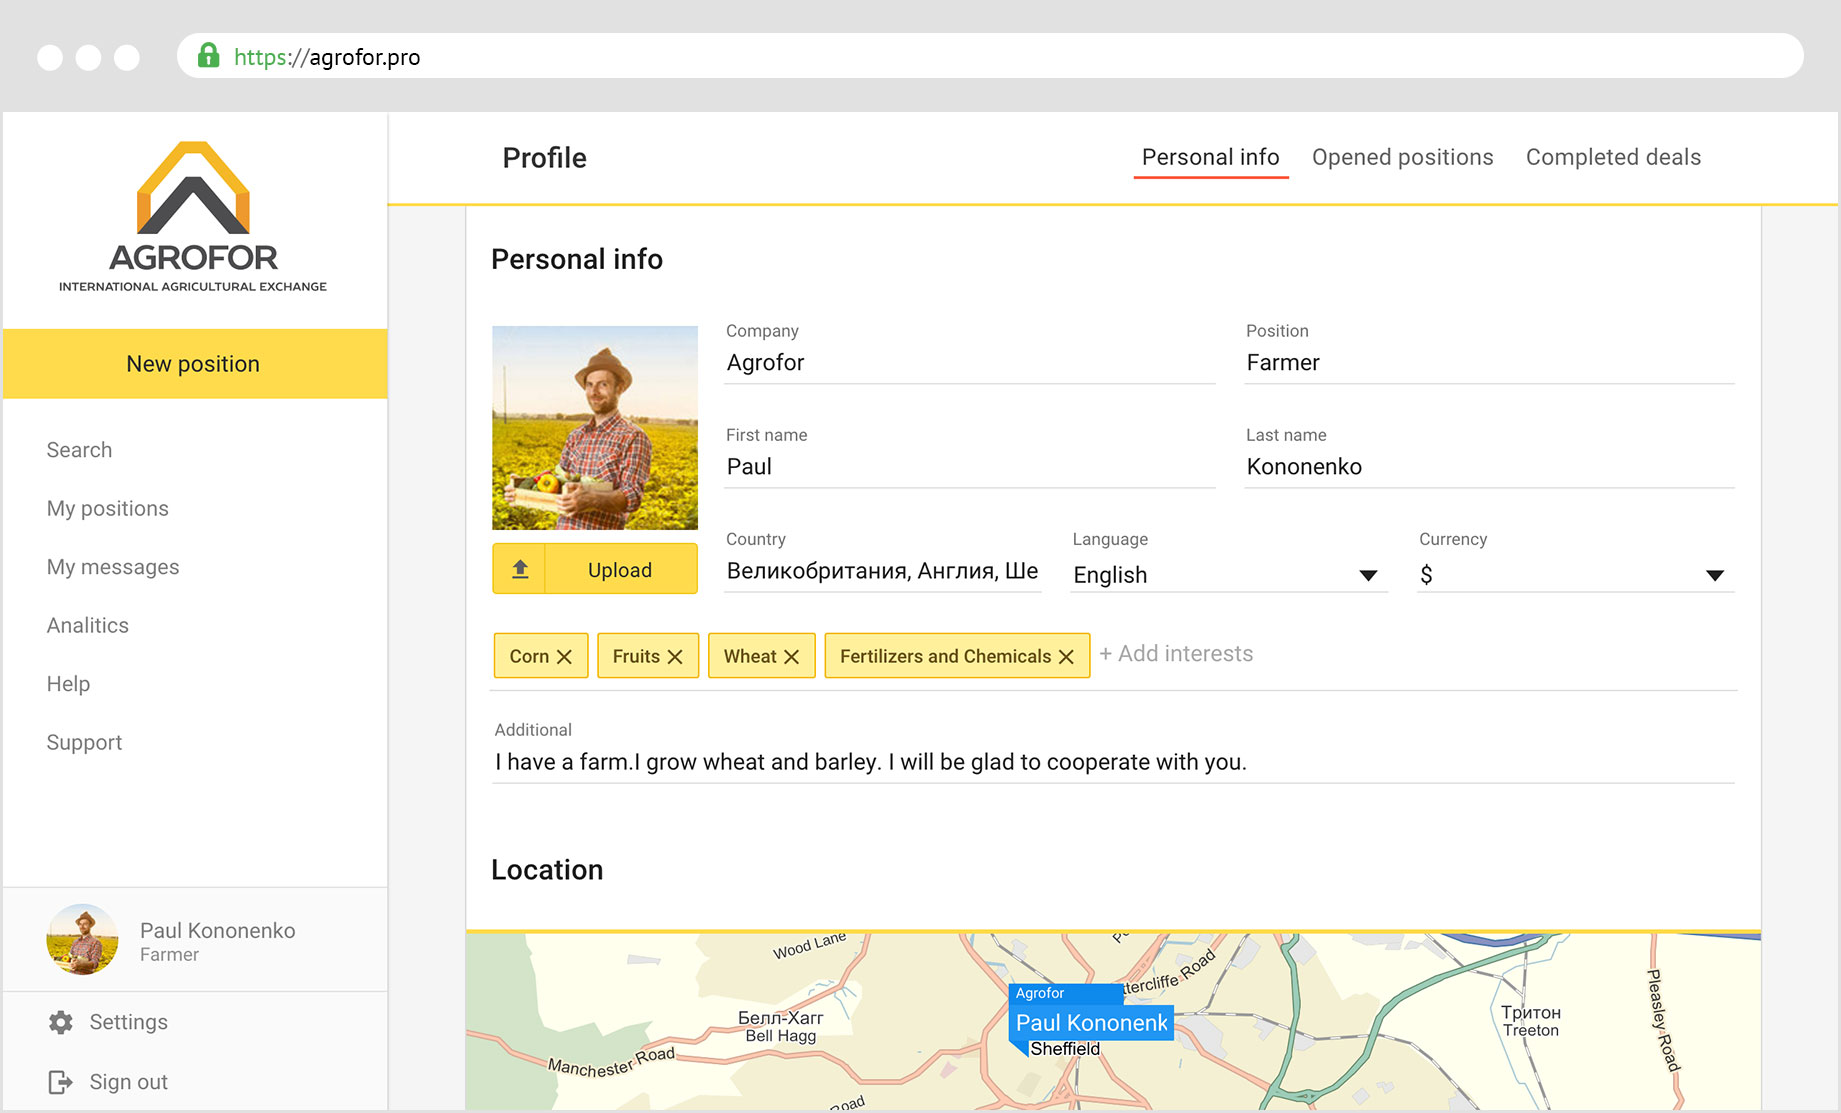 https://agrofor.pro
AGROFOR
INTERNATIONAL AGRICULTURAL EXCHANGE
New position
Search
My positions
My messages
Analitics
Help
Support
Paul Kononenko
Farmer
Settings
Sign out
Profile
Personal info
Opened positions
Completed deals
Personal info
Upload
Company
Agrofor
Position
Farmer
First name
Paul
Last name
Kononenko
Country
Великобритания, Англия, Ше
Language
English
Currency
$
Corn
Fruits
Wheat
Fertilizers and Chemicals
+ Add interests
Additional
I have a farm.I grow wheat and barley. I will be glad to cooperate with you.
Location
Wood Lane
ttercliffe Road
Agrofor
Paul Kononenk
Sheffield
Белл-Хагг
Bell Hagg
Manchester Road
Тритон
Treeton
Pleasley Road
Road